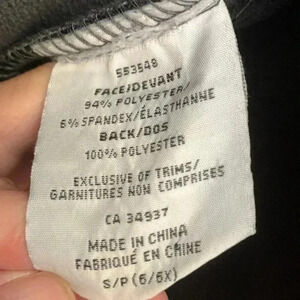 553548
FACE/DEVANT
94% POLYESTER/
6% SPANDEX/ÉLASTHANNE
BACK/DOS
100% POLYESTER
EXCLUSIVE OF TRIMS/
GARNITURES NON COMPRISES
CA 34937
MADE IN CHINA
FABRIQUÉ EN CHINE
S/P (6/6X)